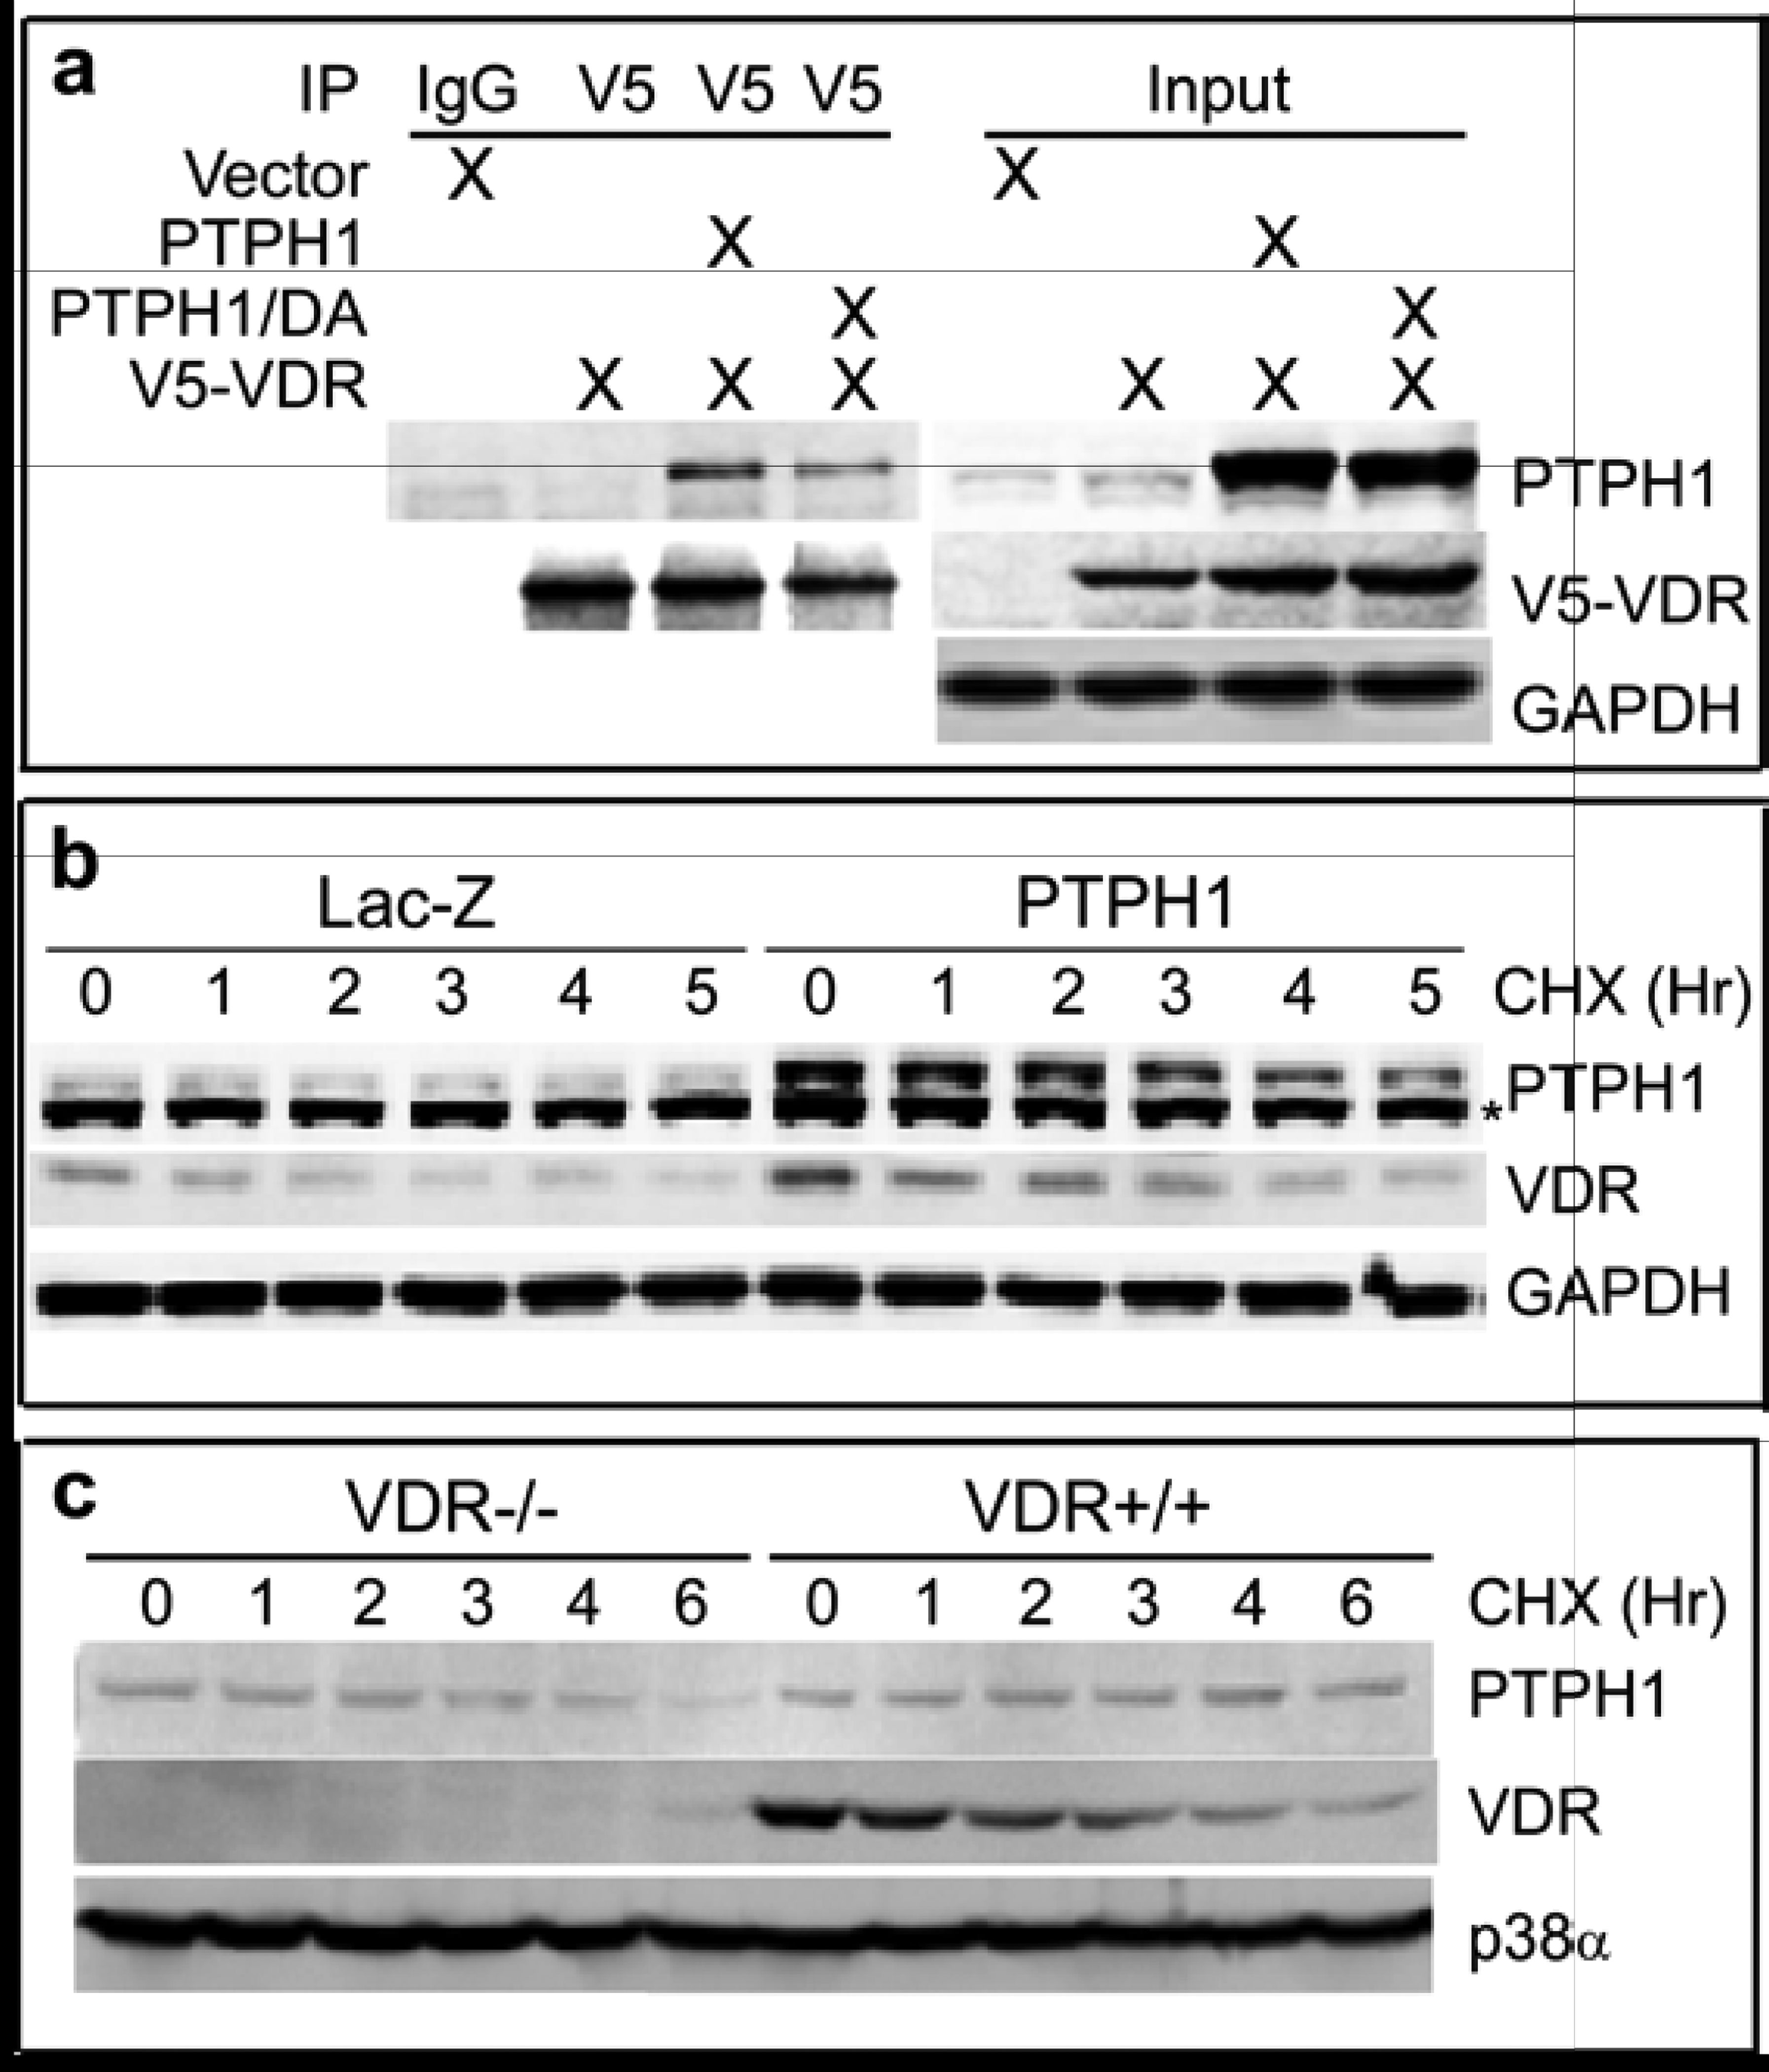 a
IP IgG V5 V5 V5 Input
Vector X X
PTPH1 X X
PTPH1/DA X X
V5-VDR X X X X X X
PTPH1
V5-VDR
GAPDH
b
Lac-Z PTPH1
0 1 2 3 4 5 0 1 2 3 4 5 CHX (Hr)
*PTPH1
VDR
GAPDH
c
VDR-/- VDR+/+
0 1 2 3 4 6 0 1 2 3 4 6 CHX (Hr)
PTPH1
VDR
p38α